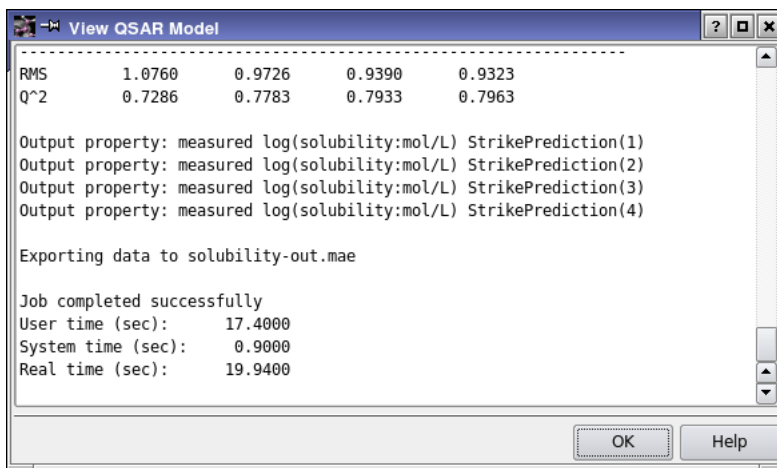 View QSAR Model
?
--------------------------------------------------------------------
RMS 1.0760 0.9726 0.9390 0.9323
Q^2 0.7286 0.7783 0.7933 0.7963
Output property: measured log(solubility:mol/L) StrikePrediction(1)
Output property: measured log(solubility:mol/L) StrikePrediction(2)
Output property: measured log(solubility:mol/L) StrikePrediction(3)
Output property: measured log(solubility:mol/L) StrikePrediction(4)
Exporting data to solubility-out.mae
Job completed successfully
User time (sec): 17.4000
System time (sec): 0.9000
Real time (sec): 19.9400
OK Help